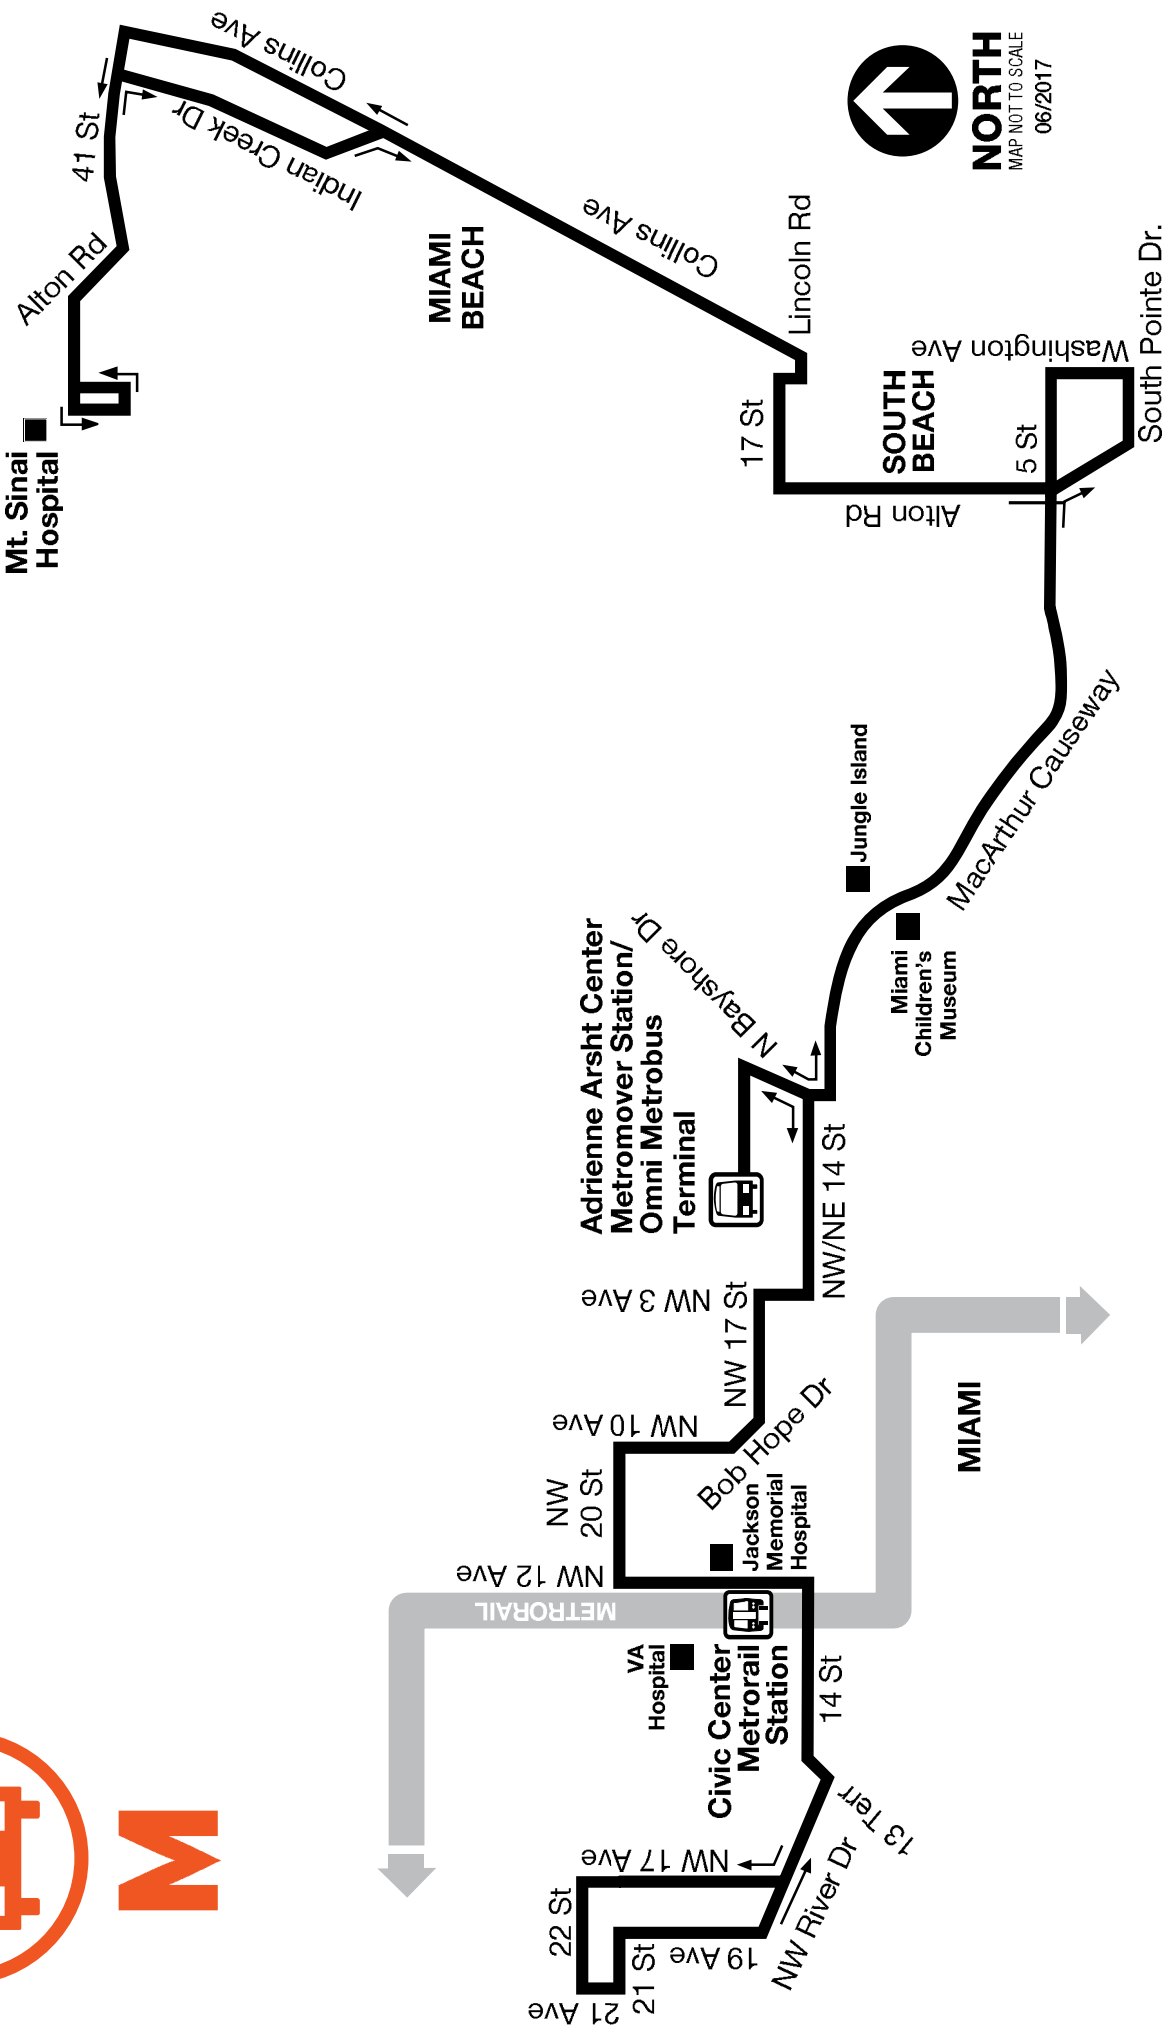 M
Mt. Sinai
Hospital
Alton Rd
41 St
Collins Ave
Indian Creek Dr
MIAMI
BEACH
Collins Ave
Lincoln Rd
17 St
SOUTH
BEACH
Alton Rd
5 St
Washington Ave
South Pointe Dr.
NORTH
MAP NOT TO SCALE
06/2017
MacArthur Causeway
Jungle Island
Miami
Children's
Museum
N Bayshore Dr
Adrienne Arsht Center
Metromover Station/
Omni Metrobus
Terminal
NW/NE 14 St
NW 3 Ave
NW 17 St
Bob Hope Dr
NW 10 Ave
NW
20 St
NW 12 Ave
Jackson
Memorial
Hospital
METRORAIL
MIAMI
VA
Hospital
Civic Center
Metrorail
Station
14 St
13 Terr
NW River Dr
NW 17 Ave
22 St
19 Ave
21 St
21 Ave